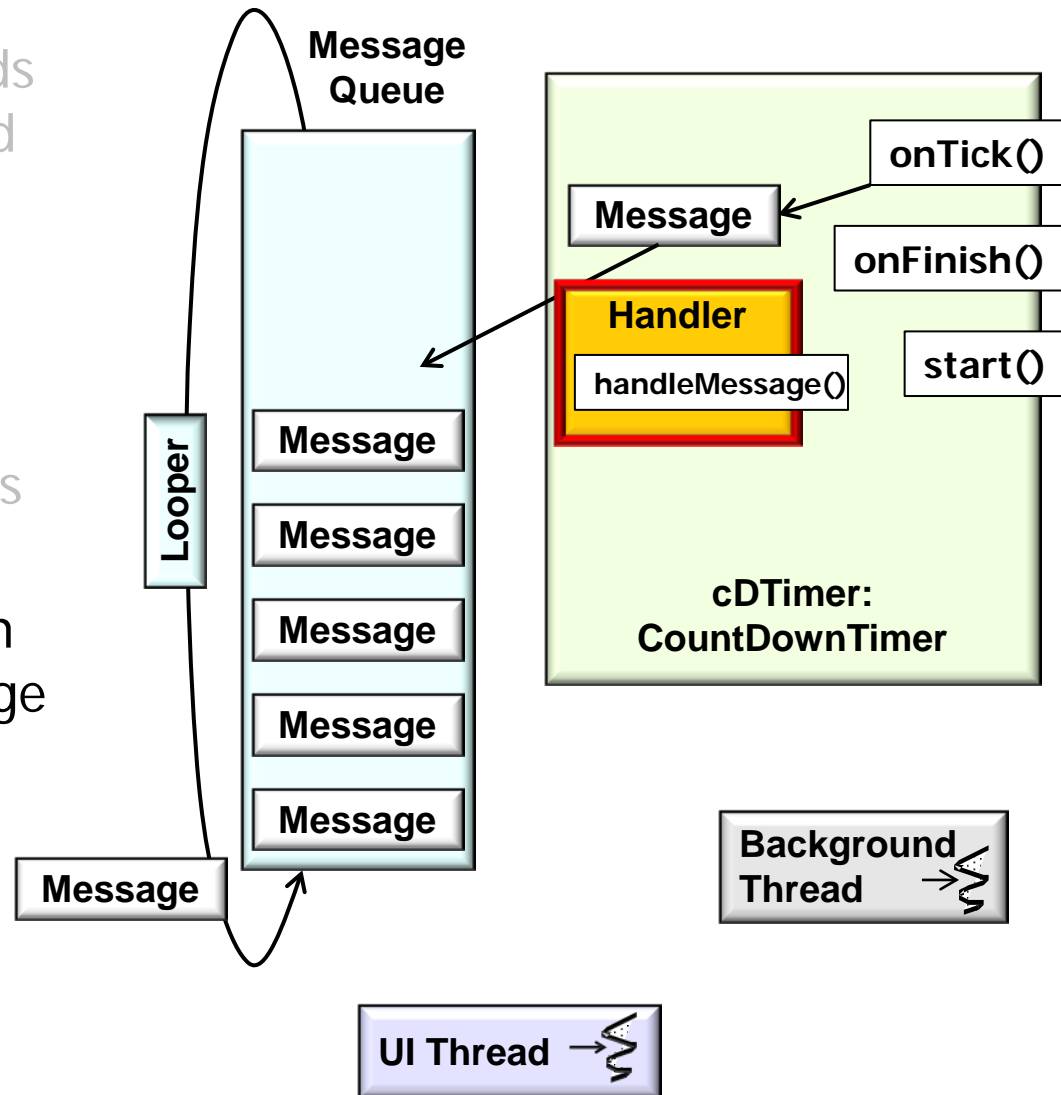 Message
Queue
onTick()
Message
onFinish()
Handler
start()
handleMessage()
Message
Looper
Message
cDTimer:
CountDownTimer
Message
Message
Message
Background
Thread
Message
UI Thread